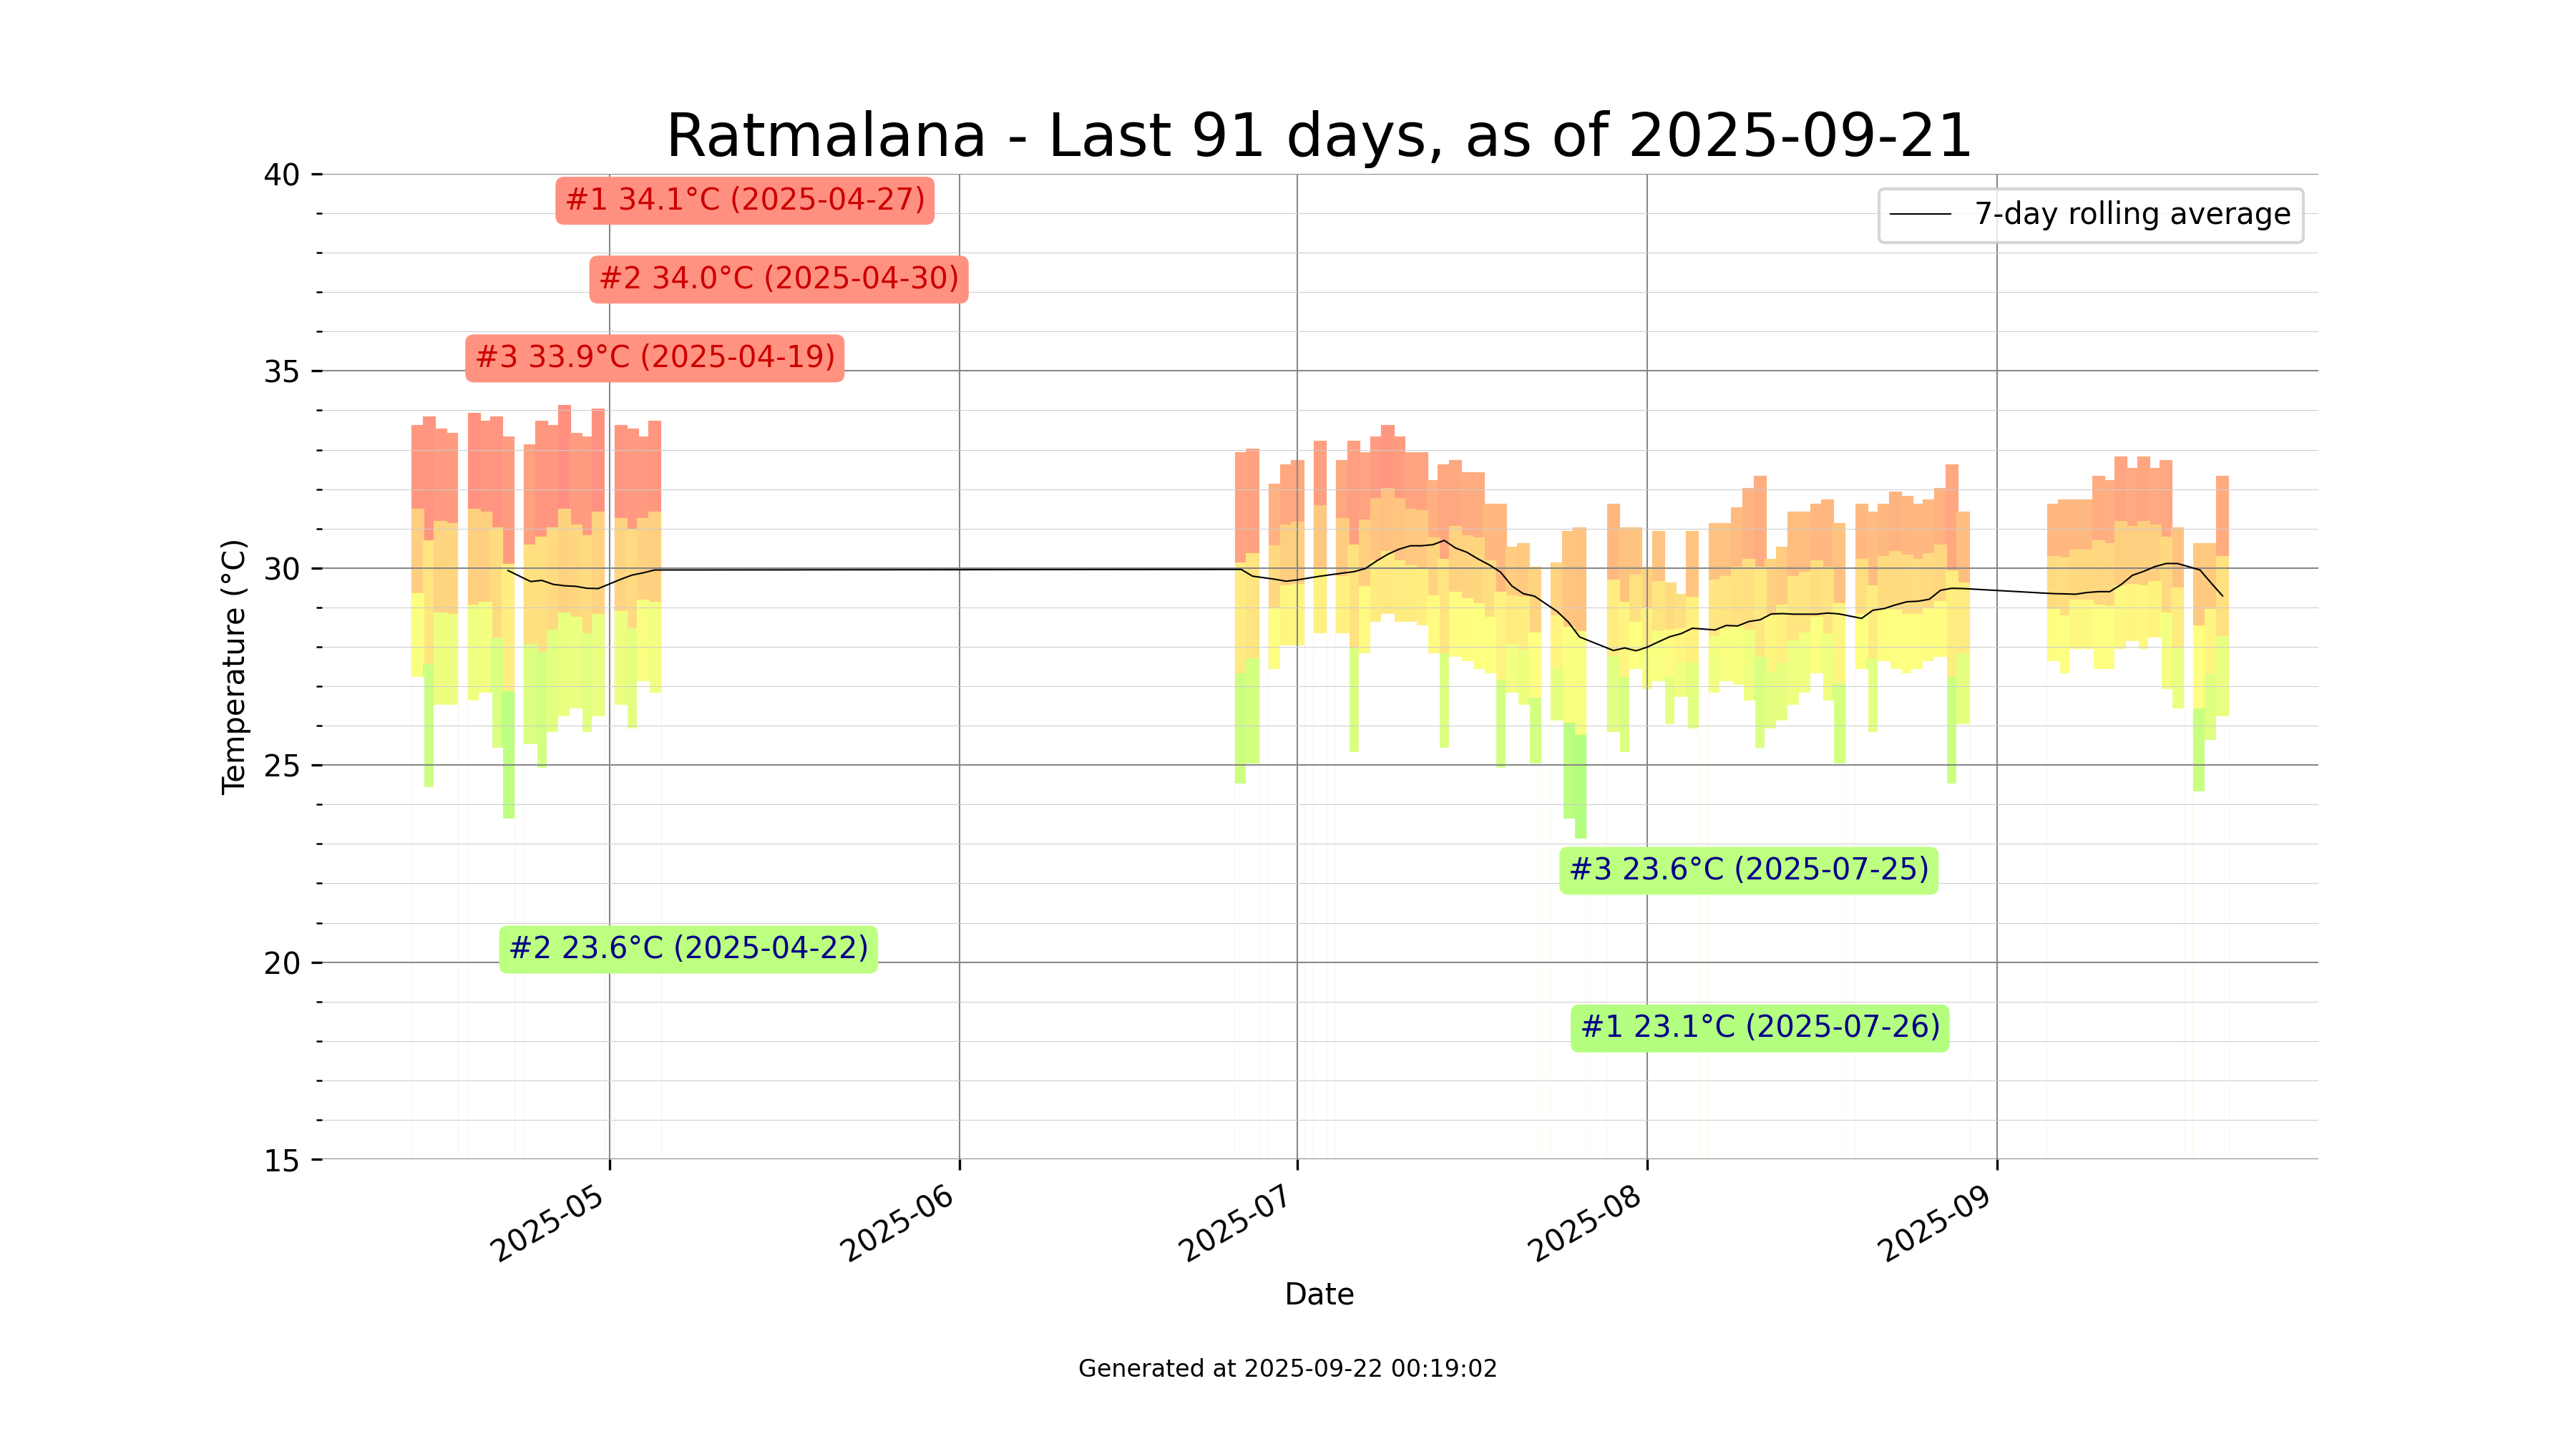 Ratmalana - Last 91 days, as of 2025-09-21
7-day rolling average
#1 34.1°C (2025-04-27)
#2 34.0°C (2025-04-30)
#3 33.9°C (2025-04-19)
#3 23.6°C (2025-07-25)
#2 23.6°C (2025-04-22)
#1 23.1°C (2025-07-26)
Temperature (°C)
40
35
30
25
20
15
2025-05
2025-06
2025-07
2025-08
2025-09
Date
Generated at 2025-09-22 00:19:02